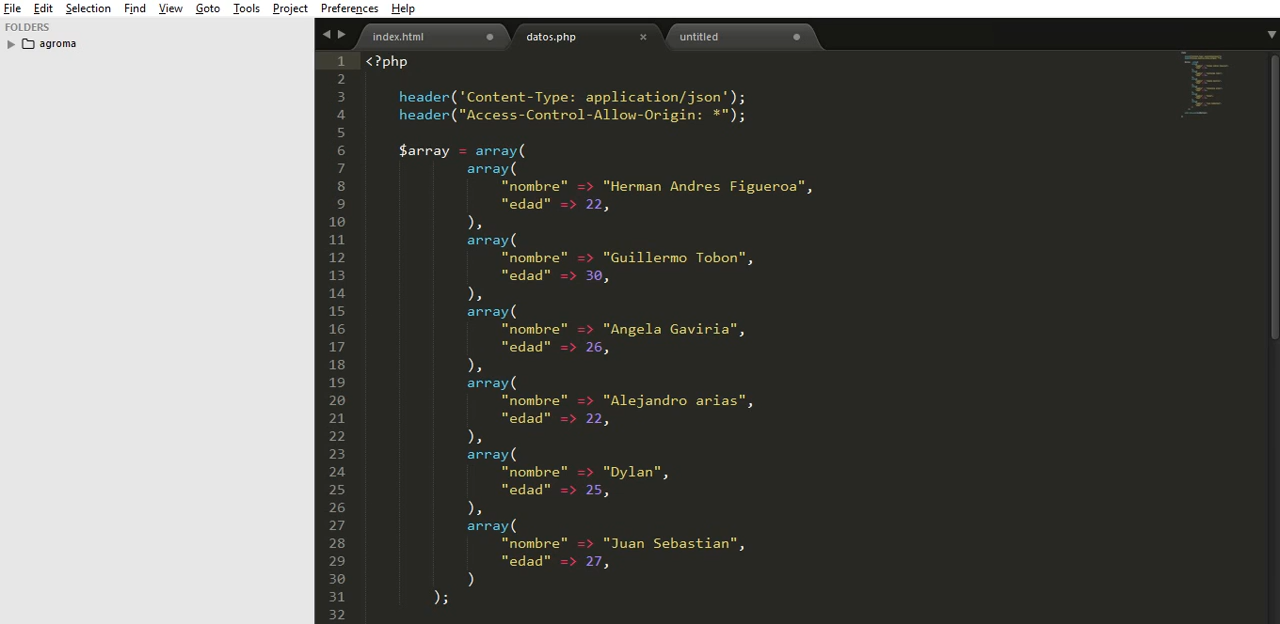 File Edit Selection Find View Goto Tools Project Preferences Help
FOLDERS
agroma
index.html datos.php untitled
1 <?php
2
3 header('Content-Type: application/json');
4 header("Access-Control-Allow-Origin: *");
5
6 $array = array(
7 array(
8 "nombre" => "Herman Andres Figueroa",
9 "edad" => 22,
10 ),
11 array(
12 "nombre" => "Guillermo Tobon",
13 "edad" => 30,
14 ),
15 array(
16 "nombre" => "Angela Gaviria",
17 "edad" => 26,
18 ),
19 array(
20 "nombre" => "Alejandro arias",
21 "edad" => 22,
22 ),
23 array(
24 "nombre" => "Dylan",
25 "edad" => 25,
26 ),
27 array(
28 "nombre" => "Juan Sebastian",
29 "edad" => 27,
30 )
31 );
32